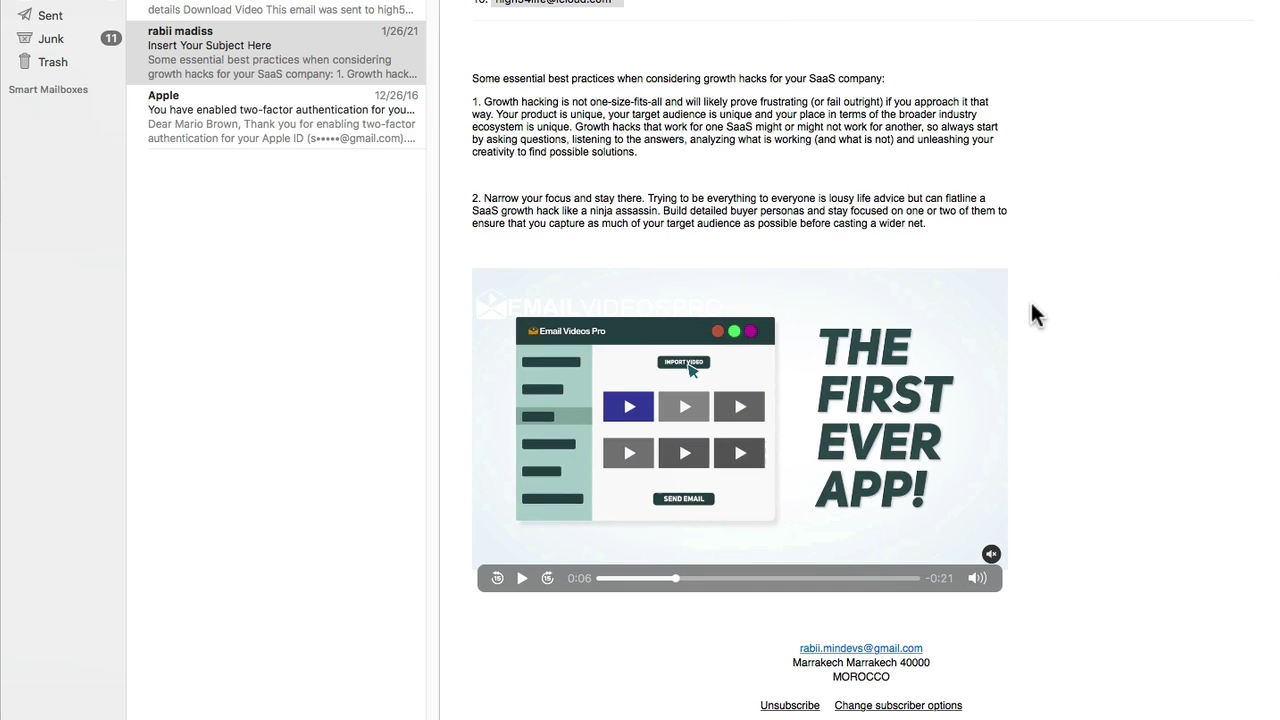 Sent
Junk
11
Trash
Smart Mailboxes
details Download Video This email was sent to high5...
rabii madiss
1/26/21
Insert Your Subject Here
Some essential best practices when considering
growth hacks for your SaaS company: 1. Growth hack...
Apple
12/26/16
You have enabled two-factor authentication for you...
Dear Mario Brown, Thank you for enabling two-factor
authentication for your Apple ID (s•••••@gmail.com)....
To: high54life@icloud.com
Some essential best practices when considering growth hacks for your SaaS company:
1. Growth hacking is not one-size-fits-all and will likely prove frustrating (or fail outright) if you approach it that
way. Your product is unique, your target audience is unique and your place in terms of the broader industry
ecosystem is unique. Growth hacks that work for one SaaS might or might not work for another, so always start
by asking questions, listening to the answers, analyzing what is working (and what is not) and unleashing your
creativity to find possible solutions.
2. Narrow your focus and stay there. Trying to be everything to everyone is lousy life advice but can flatline a
SaaS growth hack like a ninja assassin. Build detailed buyer personas and stay focused on one or two of them to
ensure that you capture as much of your target audience as possible before casting a wider net.
EMAILVIDEOSPRO
Email Videos Pro
IMPORT VIDEO
SEND EMAIL
THE
FIRST
EVER
APP!
15
15
0:06
-0:21
rabii.mindevs@gmail.com
Marrakech Marrakech 40000
MOROCCO
Unsubscribe Change subscriber options